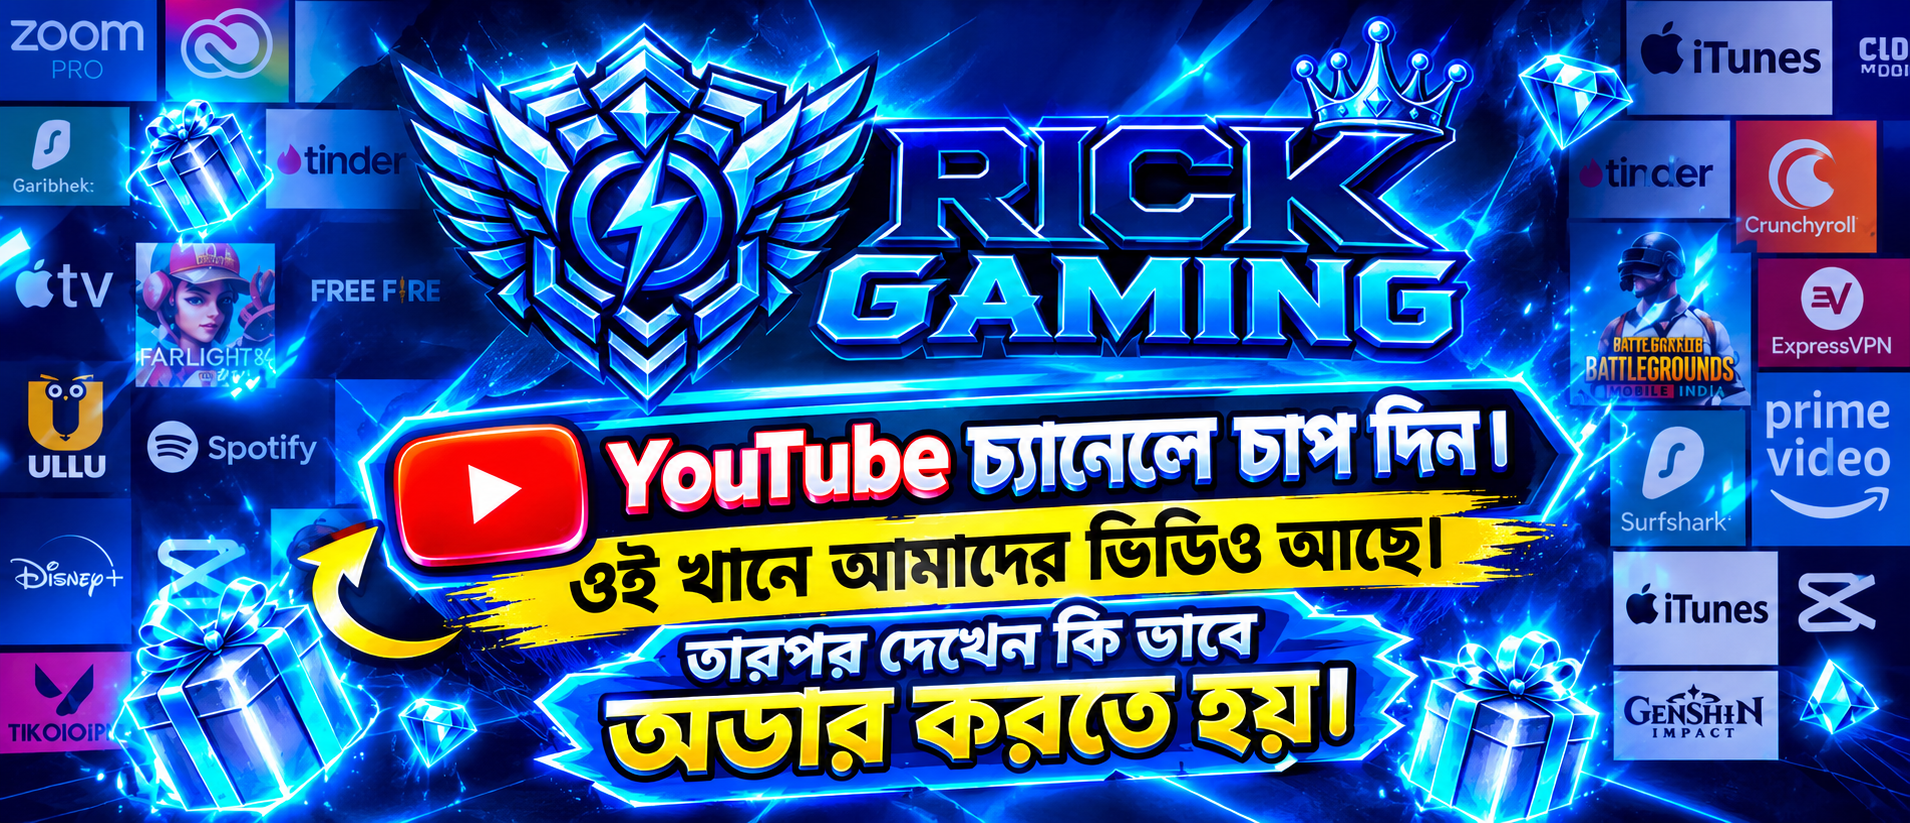 zoom
PRO
iTunes
Garibhek:
tinder
tinder
Crunchyroll
RICK
GAMING
tv
FARLIGHT84
FREE FIRE
ExpressVPN
BATTLEGROUNDS
MOBILE INDIA
ULLU
Spotify
prime
video
Surfshark
YouTube চ্যানেলে চাপ দিন।
ওই খানে আমাদের ভিডিও আছে।
তারপর দেখেন কি ভাবে
অডার করতে হয়।
Disney+
iTunes
GENSHIN
IMPACT